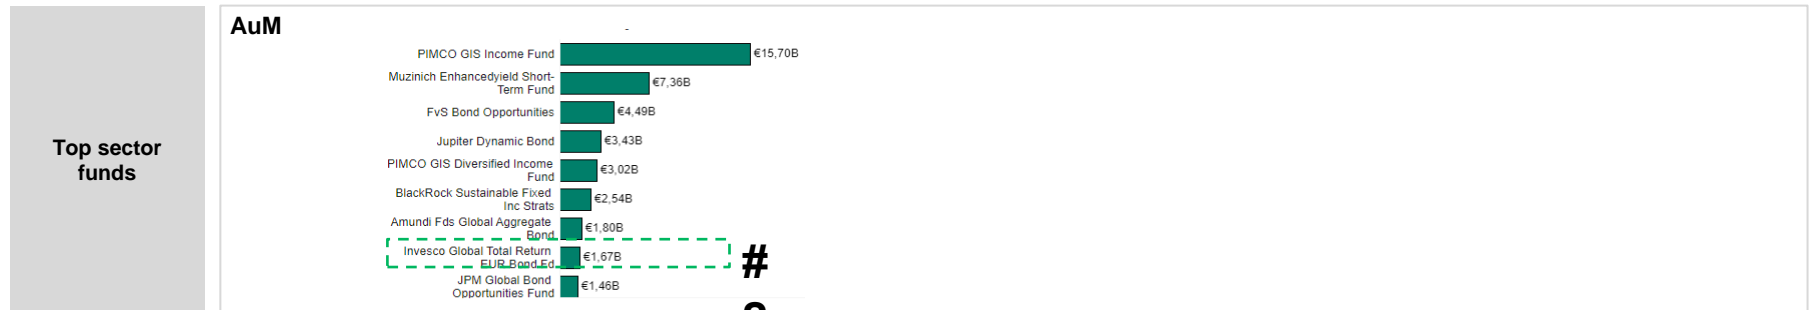 AuM
Top sector
funds
PIMCO GIS Income Fund
€15,70B
Muzinich Enhancedyield Short-
Term Fund
€7,36B
FvS Bond Opportunities
€4,49B
Jupiter Dynamic Bond
€3,43B
PIMCO GIS Diversified Income
Fund
€3,02B
BlackRock Sustainable Fixed
Inc Strats
€2,54B
Amundi Fds Global Aggregate
Bond
€1,80B
Invesco Global Total Return
EUR Bond Ed
€1,67B
#
JPM Global Bond
Opportunities Fund
€1,46B